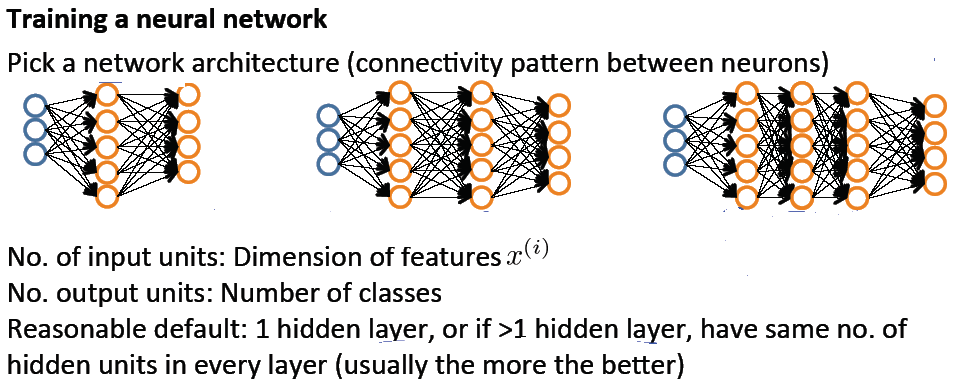 Training a neural network
Pick a network architecture (connectivity pattern between neurons)
No. of input units: Dimension of features x^{(i)}
No. output units: Number of classes
Reasonable default: 1 hidden layer, or if >1 hidden layer, have same no. of
hidden units in every layer (usually the more the better)